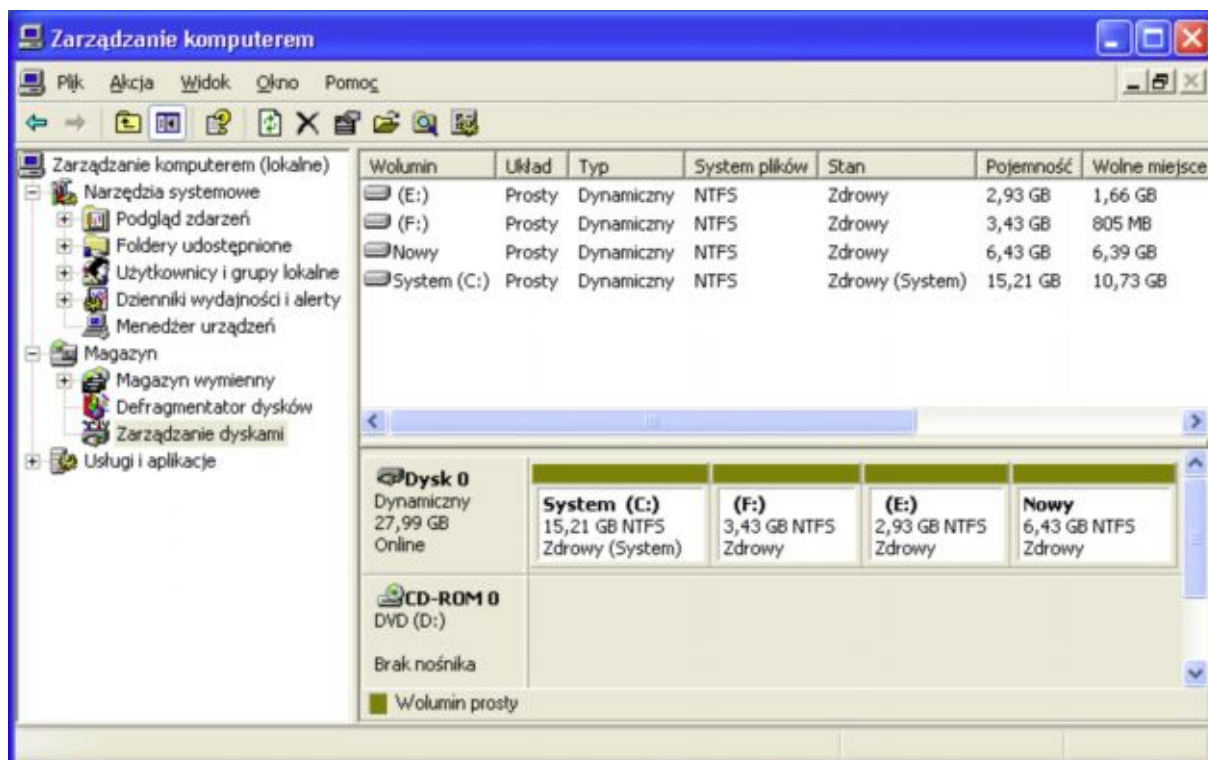 Zarządzanie komputerem
Plik Akcja Widok Okno Pomoc
Zarządzanie komputerem (lokalne)
Narzędzia systemowe
Podgląd zdarzeń
Foldery udostępnione
Użytkownicy i grupy lokalne
Dzienniki wydajności i alerty
Menedżer urządzeń
Magazyn
Magazyn wymienny
Defragmentator dysków
Zarządzanie dyskami
Usługi i aplikacje
Wolumin Układ Typ System plików Stan Pojemność Wolne miejsce
(E:) Prosty Dynamiczny NTFS Zdrowy 2,93 GB 1,66 GB
(F:) Prosty Dynamiczny NTFS Zdrowy 3,43 GB 805 MB
Nowy Prosty Dynamiczny NTFS Zdrowy 6,43 GB 6,39 GB
System (C:) Prosty Dynamiczny NTFS Zdrowy (System) 15,21 GB 10,73 GB
Dysk 0
Dynamiczny
27,99 GB
Online
System (C:)
15,21 GB NTFS
Zdrowy (System)
(F:)
3,43 GB NTFS
Zdrowy
(E:)
2,93 GB NTFS
Zdrowy
Nowy
6,43 GB NTFS
Zdrowy
CD-ROM 0
DVD (D:)
Brak nośnika
Wolumin prosty